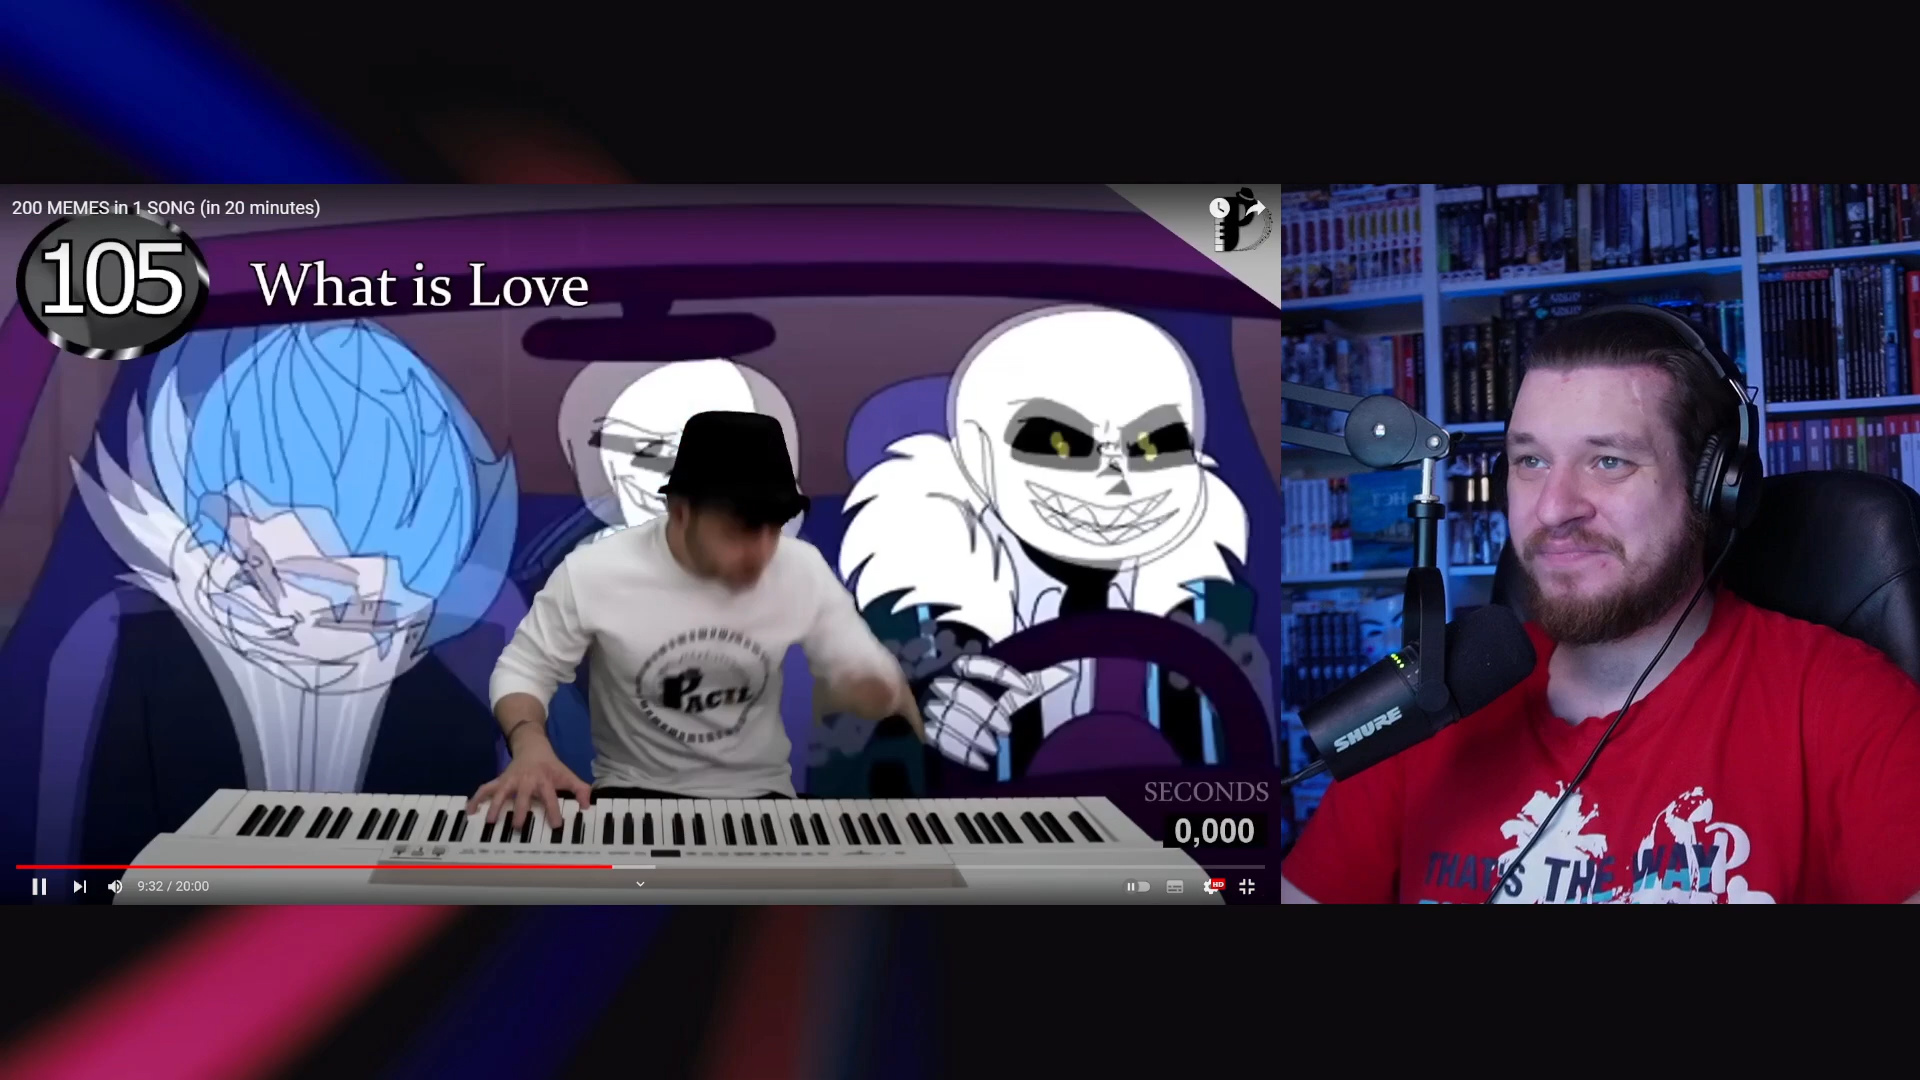 200 MEMES in 1 SONG (in 20 minutes)
105
What is Love
PACIL
SECONDS
0,000
9:32 / 20:00
HD
SHURE
THAT'S THE WAY